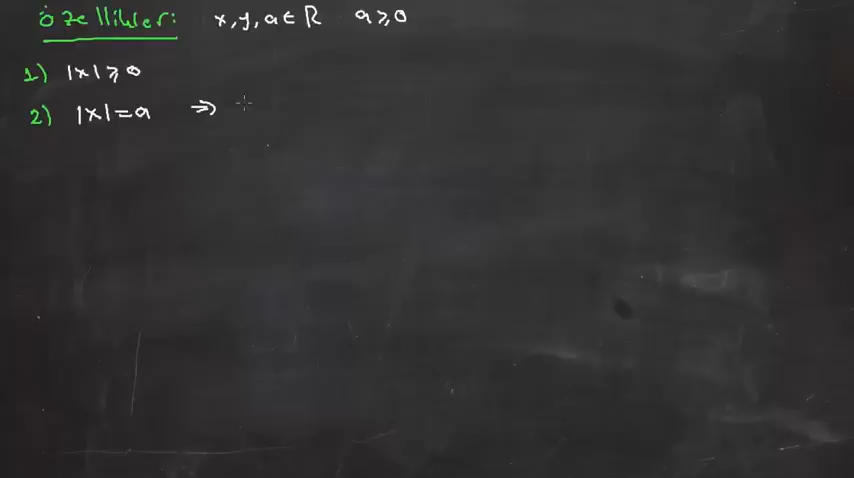 özellikler: x, y, a ∈ ℝ a ≥ 0
1) |x| ≥ 0
2) |x| = a ⇒